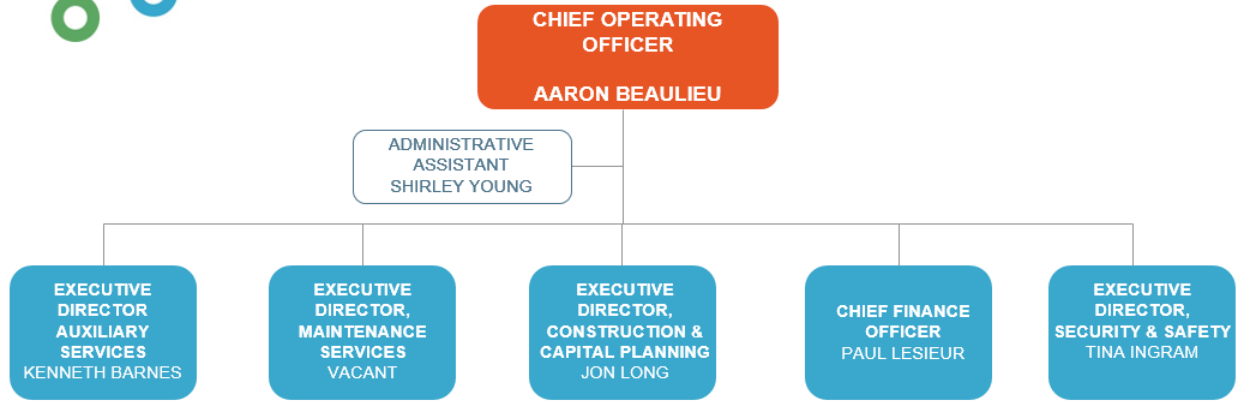 CHIEF OPERATING
OFFICER
AARON BEAULIEU
ADMINISTRATIVE
ASSISTANT
SHIRLEY YOUNG
EXECUTIVE
DIRECTOR
AUXILIARY
SERVICES
KENNETH BARNES
EXECUTIVE
DIRECTOR,
MAINTENANCE
SERVICES
VACANT
EXECUTIVE
DIRECTOR,
CONSTRUCTION &
CAPITAL PLANNING
JON LONG
CHIEF FINANCE
OFFICER
PAUL LESIEUR
EXECUTIVE
DIRECTOR,
SECURITY & SAFETY
TINA INGRAM